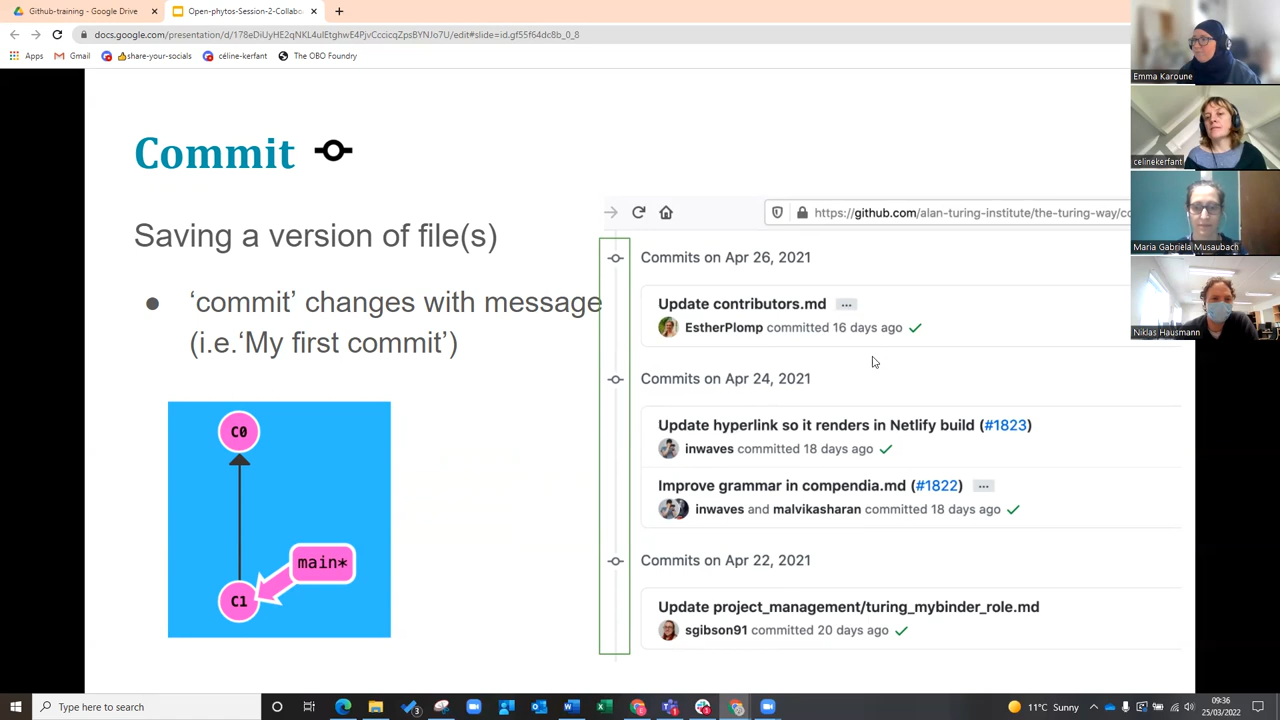 Github-training - Google Drive
Open-phytos-Session-2-Collabo
docs.google.com/presentation/d/178eDiUyHE2qNKL4uIEtghwE4PjvCccicqZpsBYNJo7U/edit#slide=id.gf55f64dc8b_0_8
Apps
Gmail
👍share-your-socials
céline-kerfant
The OBO Foundry
Emma Karoune
celinekerfant
Maria Gabriela Musaubach
Niklas Hausmann
Commit
Saving a version of file(s)
● ‘commit’ changes with message
(i.e.‘My first commit’)
C0
main*
C1
https://github.com/alan-turing-institute/the-turing-way/co
Commits on Apr 26, 2021
Update contributors.md ...
EstherPlomp committed 16 days ago
Commits on Apr 24, 2021
Update hyperlink so it renders in Netlify build (#1823)
inwaves committed 18 days ago
Improve grammar in compendia.md (#1822) ...
inwaves and malvikasharan committed 18 days ago
Commits on Apr 22, 2021
Update project_management/turing_mybinder_role.md
sgibson91 committed 20 days ago
Type here to search
11°C Sunny
09:36
25/03/2022